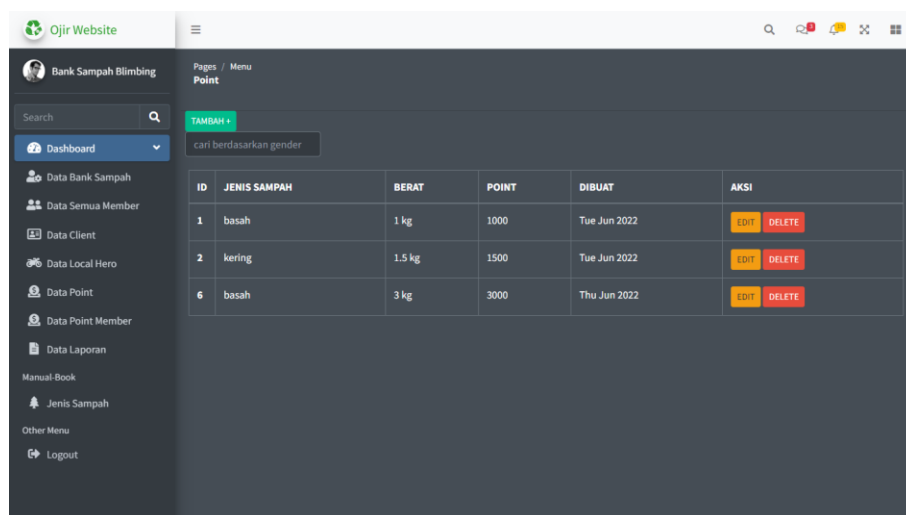 Ojir Website
Bank Sampah Blimbing
Search
Dashboard
Data Bank Sampah
Data Semua Member
Data Client
Data Local Hero
Data Point
Data Point Member
Data Laporan
Manual-Book
Jenis Sampah
Other Menu
Logout
Pages / Menu
Point
TAMBAH +
cari berdasarkan gender
ID JENIS SAMPAH BERAT POINT DIBUAT AKSI
1 basah 1 kg 1000 Tue Jun 2022 EDIT DELETE
2 kering 1.5 kg 1500 Tue Jun 2022 EDIT DELETE
6 basah 3 kg 3000 Thu Jun 2022 EDIT DELETE